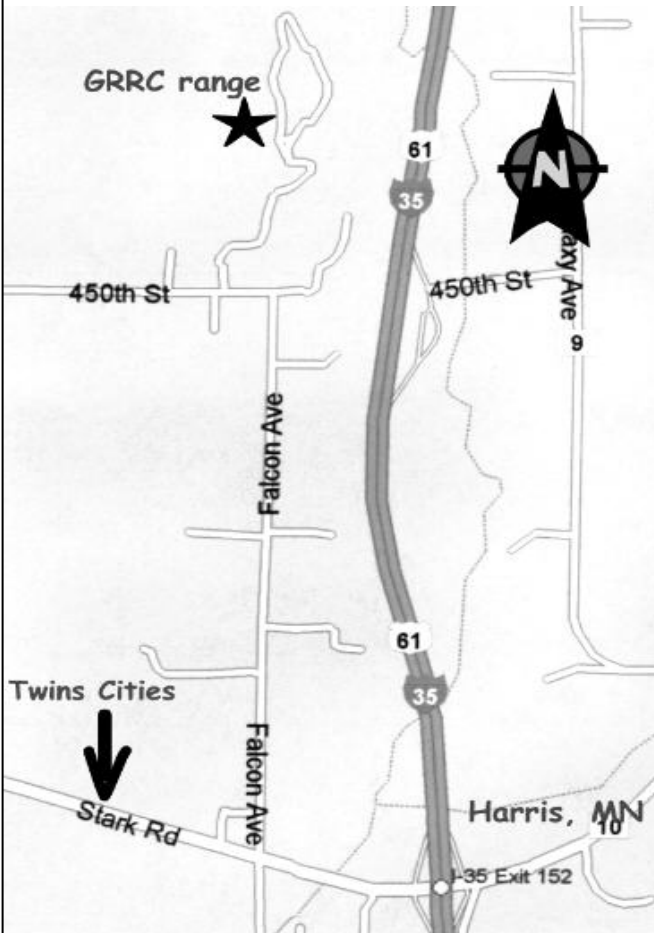 GRRC range
61
N
35
450th St
450th St
axy Ave
9
Falcon Ave
61
Twins Cities
35
Falcon Ave
Stark Rd
Harris, MN
10
I-35 Exit 152